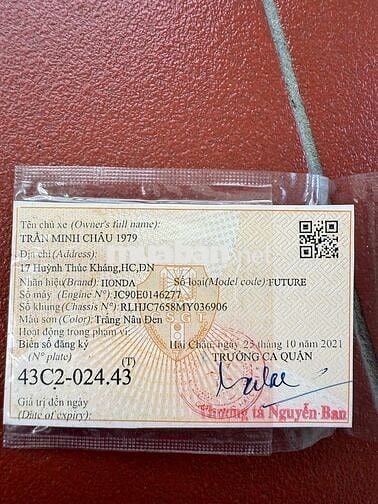 Tên chủ xe (Owner's full name):
TRẦN MINH CHÂU 1979
Địa chỉ (Address):
17 Huỳnh Thúc Kháng,HC,ĐN
Nhãn hiệu(Brand): HONDA Số loại(Model code):FUTURE
Số máy (Engine N°):JC90E0146277
Số khung (Chassis N°):RLHJC7658MY036906
Màu sơn(Color): Trắng Nâu Đen
Hoạt động trong phạm vi:
Biển số đăng ký Hải Châu, ngày 25 tháng 10 năm 2021
(N° plate) (T) TRƯỞNG CA QUẬN
43C2-024.43
Giá trị đến ngày Thượng tá Nguyễn Ban
(Date of expiry):